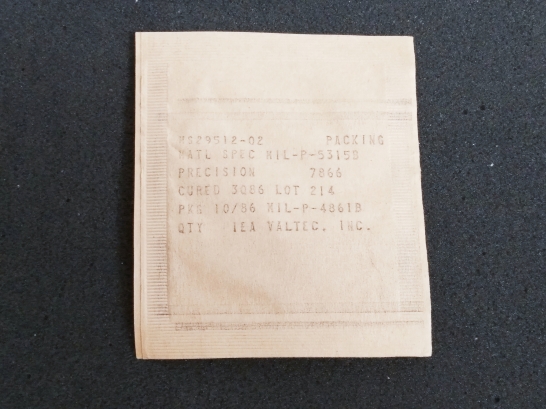 MS29512-02 PACKING
MATL SPEC MIL-P-5315B
PRECISION 7866
CURED 3Q86 LOT 214
PKG 10/86 MIL-P-4861B
QTY 1EA VALTEC, INC.